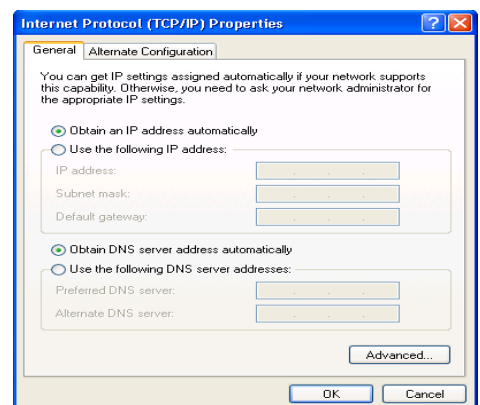 Internet Protocol (TCP/IP) Properties
General
Alternate Configuration
You can get IP settings assigned automatically if your network supports
this capability. Otherwise, you need to ask your network administrator for
the appropriate IP settings.
Obtain an IP address automatically
Use the following IP address:
IP address:
Subnet mask:
Default gateway:
Obtain DNS server address automatically
Use the following DNS server addresses:
Preferred DNS server:
Alternate DNS server:
Advanced...
OK
Cancel